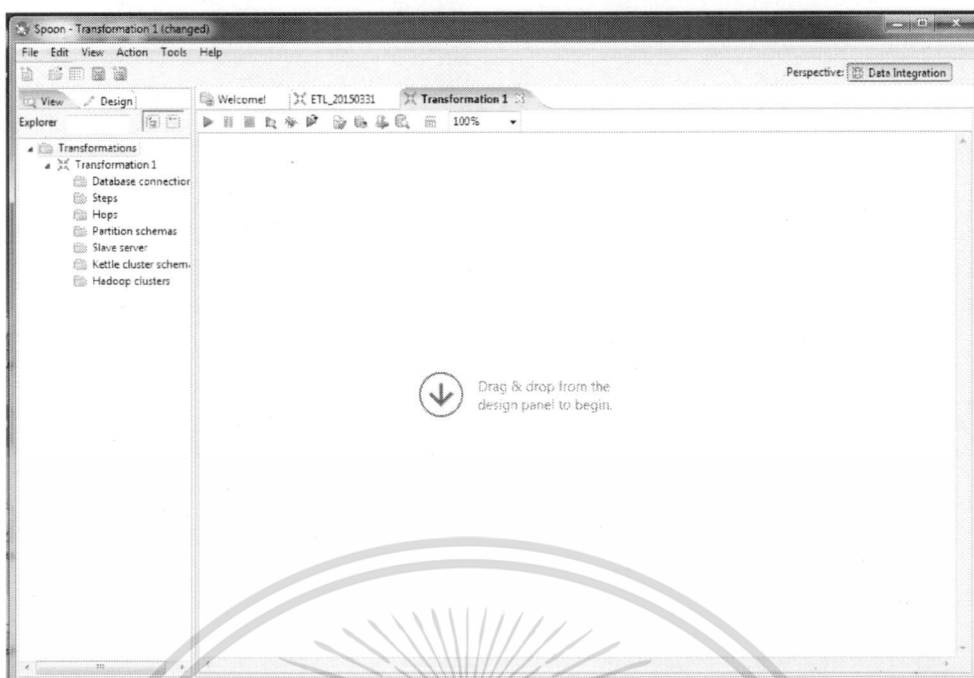 Spoon - Transformation 1 (changed)
File Edit View Action Tools Help
Perspective: Data Integration
View Design
Welcome! ETL_20150331 Transformation 1
Explorer
100%
Transformations
Transformation 1
Database connection
Steps
Hops
Partition schemas
Slave server
Kettle cluster schema
Hadoop clusters
Drag & drop from the
design panel to begin.